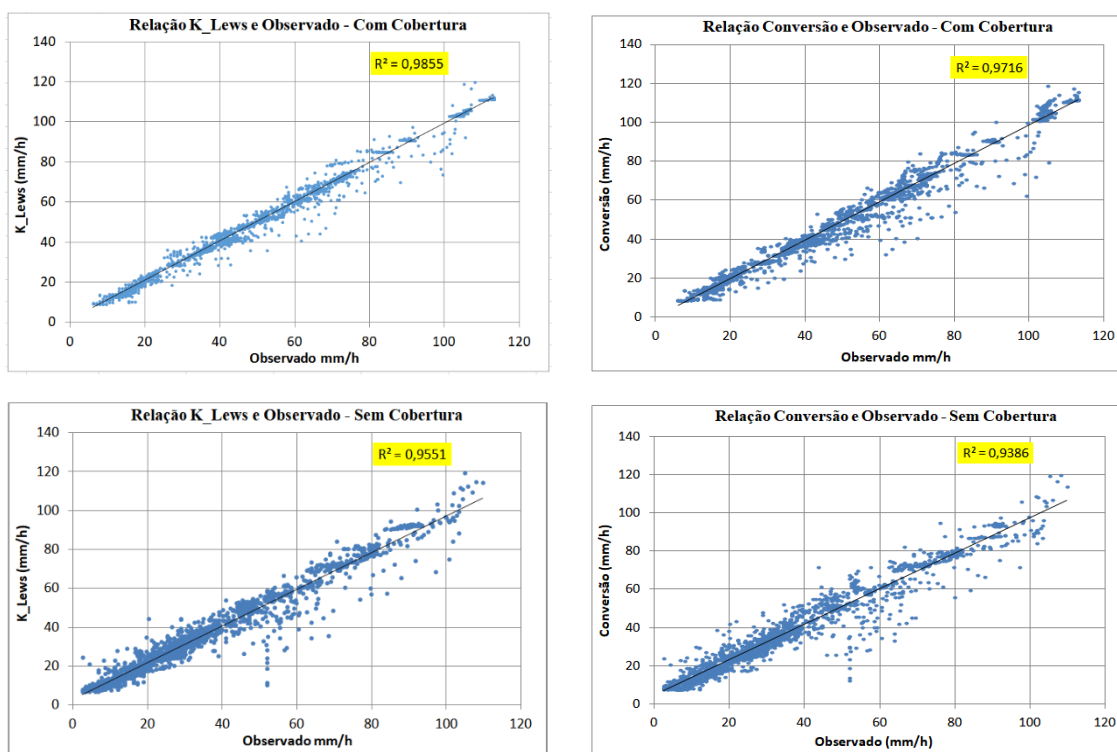 Relação K_Lews e Observado - Com Cobertura
R² = 0,9855
140
120
100
80
60
40
20
0
K_Lews (mm/h)
0 20 40 60 80 100 120
Observado mm/h
Relação Conversão e Observado - Com Cobertura
R² = 0,9716
140
120
100
80
60
40
20
0
Conversão (mm/h)
0 20 40 60 80 100 120
Observado mm/h
Relação K_Lews e Observado - Sem Cobertura
R² = 0,9551
140
120
100
80
60
40
20
0
K_Lews (mm/h)
0 20 40 60 80 100 120
Observado mm/h
Relação Conversão e Observado - Sem Cobertura
R² = 0,9386
140
120
100
80
60
40
20
0
Conversão (mm/h)
0 20 40 60 80 100 120
Observado (mm/h)